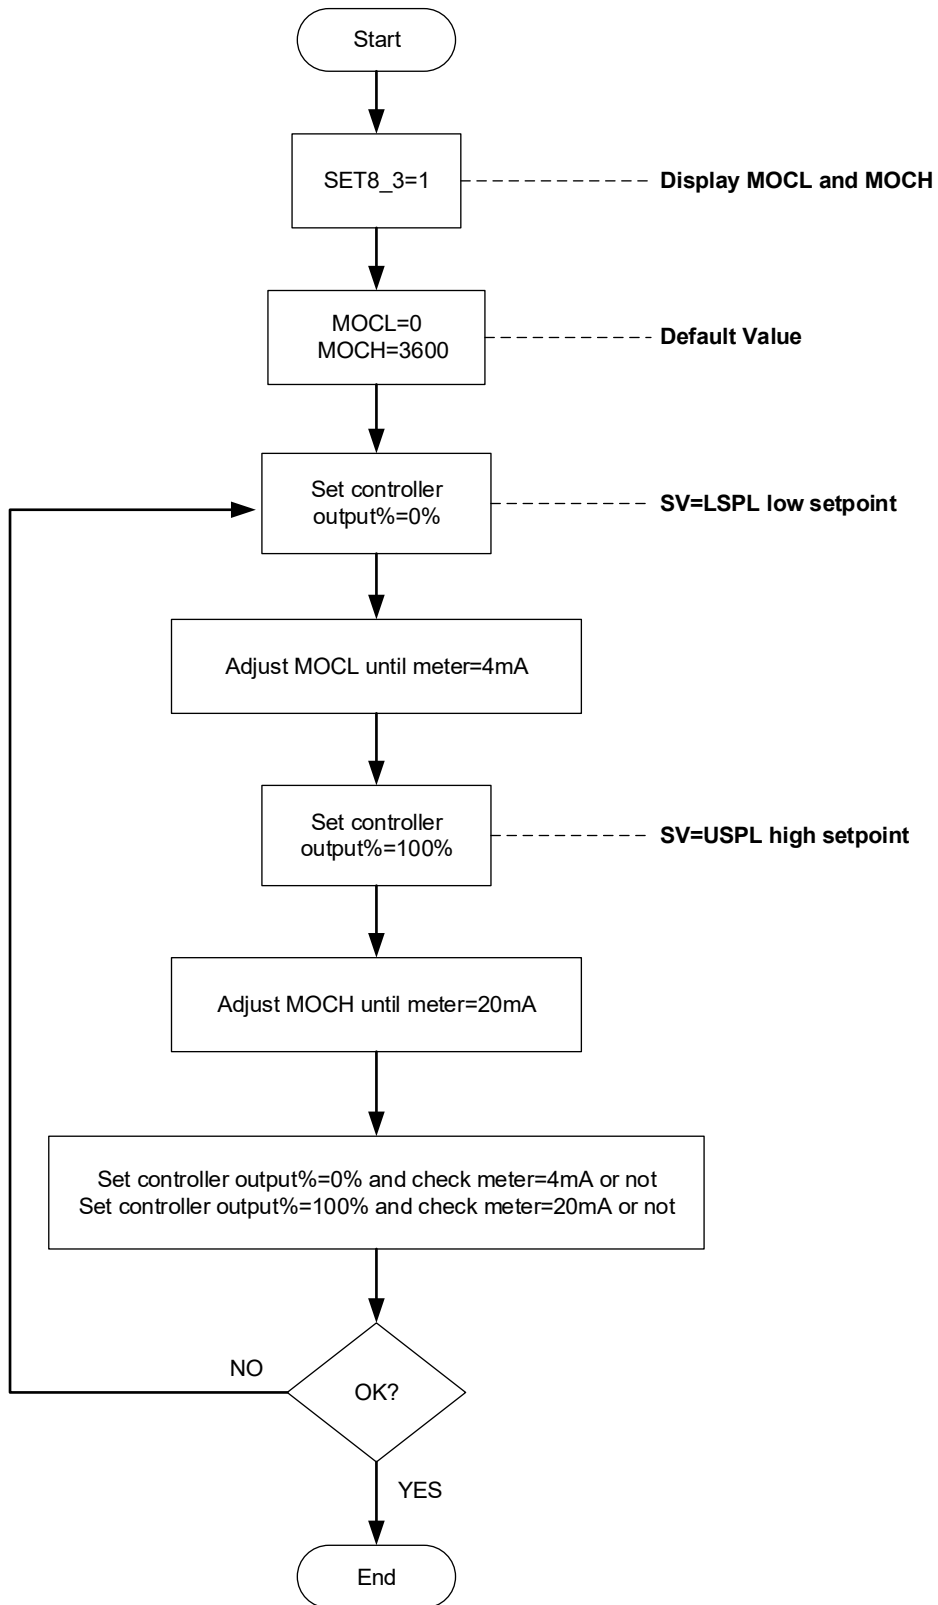 Start
SET8_3=1
Display MOCL and MOCH
MOCL=0
MOCH=3600
Default Value
Set controller
output%=0%
SV=LSPL low setpoint
Adjust MOCL until meter=4mA
Set controller
output%=100%
SV=USPL high setpoint
Adjust MOCH until meter=20mA
Set controller output%=0% and check meter=4mA or not
Set controller output%=100% and check meter=20mA or not
NO
OK?
YES
End